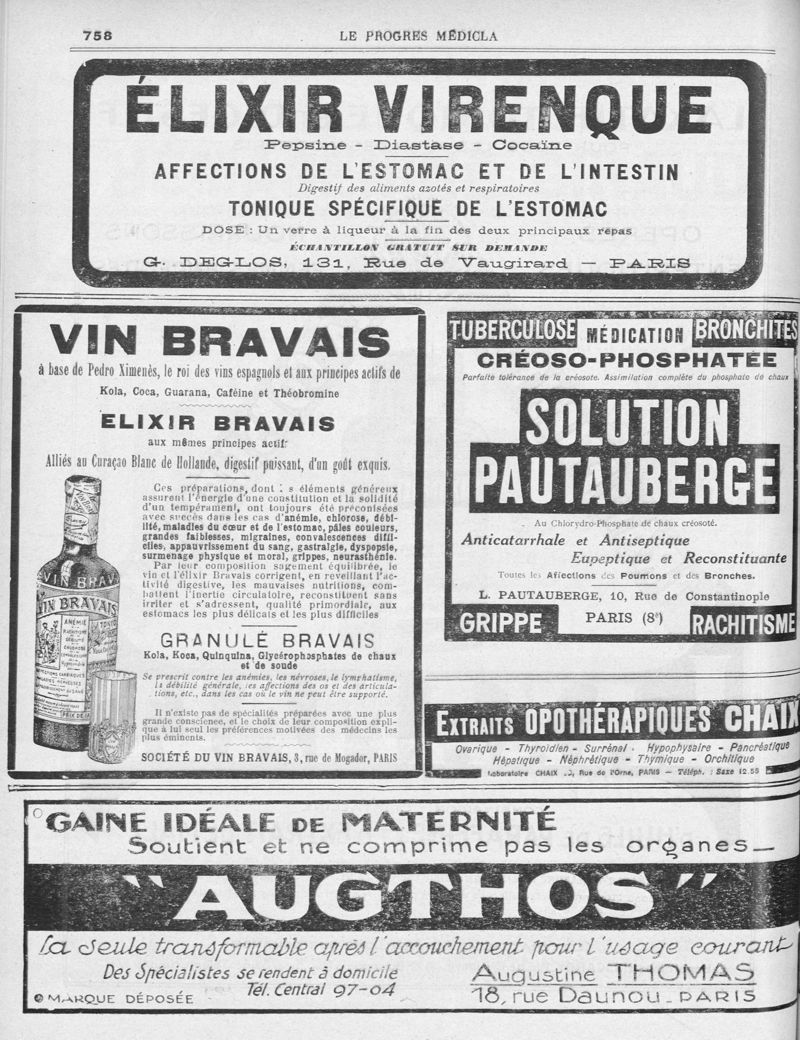 758
LE PROGRES MÉDICLA
ÉLIXIR VIRENQUE
Pepsine - Diastase - Cocaïne
AFFECTIONS DE L'ESTOMAC ET DE L'INTESTIN
Digestif des aliments azotés et respiratoires
TONIQUE SPÉCIFIQUE DE L'ESTOMAC
DOSE : Un verre à liqueur à la fin des deux principaux repas
ÉCHANTILLON GRATUIT SUR DEMANDE
G. DEGLOS, 131, Rue de Vaugirard — PARIS
VIN BRAVAIS
à base de Pedro Ximenès, le roi des vins espagnols et aux principes actifs de
Kola, Coca, Guarana, Caféine et Théobromine
ELIXIR BRAVAIS
aux mêmes principes actif
Alliés au Curaçao Blanc de Hollande, digestif puissant, d'un goût exquis.
Ces préparations, dont s éléments généreux
assurent l'énergie d'une constitution et la solidité
d'un tempérament, ont toujours été préconisées
avec succès dans les cas d'anémie, chlorose, débi-
lité, maladies du cœur et de l'estomac, pâles couleurs,
grandes faiblesses, migraines, convalescences diffi-
ciles, appauvrissement du sang, gastralgie, dyspepsie,
surmenage physique et moral, grippes, neurasthénie.
Par leur composition sagement équilibrée, le
vin et l'élixir Bravais corrigent, en reveillant l'ac-
tivité digestive, les mauvaises nutritions, com-
battent l'inertie circulatoire, reconstituent sans
irriter et s'adressent, qualité primordiale, aux
estomacs les plus délicats et les plus difficiles
VIN BRAV
VIN BRAVAIS
ANÉMIE
GRANULÉ BRAVAIS
Kola, Koca, Quinquina, Glycérophosphates de chaux
et de soude
Se prescrit contre les anémies, les névroses, le lymphatisme,
la débilité générale, les affections des os et des articula-
tions, etc., dans les cas où le vin ne peut être supporté.
Il n'existe pas de spécialités préparées avec une plus
grande conscience, et le choix de leur composition expli-
que à lui seul les préférences motivées des médecins les
plus éminents.
SOCIÉTÉ DU VIN BRAVAIS, 3, rue de Mogador, PARIS
TUBERCULOSE MÉDICATION BRONCHITES
CRÉOSO-PHOSPHATÉE
Parfaite tolérance de la créosote. Assimilation complète du phosphate de chaux
SOLUTION
PAUTAUBERGE
Au Chlorydro-Phosphate de chaux créosoté.
Anticatarrhale et Antiseptique
Eupeptique et Reconstituante
Toutes les Affections des Poumons et des Bronches.
L. PAUTAUBERGE, 10, Rue de Constantinople
GRIPPE PARIS (8e) RACHITISME
EXTRAITS OPOTHÉRAPIQUES CHAIX
Ovarique - Thyroïdien - Surrénal - Hypophysaire - Pancréatique
Hépatique - Néphrétique - Thymique - Orchitique
Laboratoire CHAIX Rue de l'Orne, PARIS — Téléph. : Saxe 12.55
GAINE IDÉALE DE MATERNITÉ
Soutient et ne comprime pas les organes—
"AUGTHOS"
La seule transformable après l'accouchement pour l'usage courant
Des Spécialistes se rendent à domicile
Tél. Central 97-04
MARQUE DÉPOSÉE
Augustine THOMAS
18, rue Daunou_PARIS